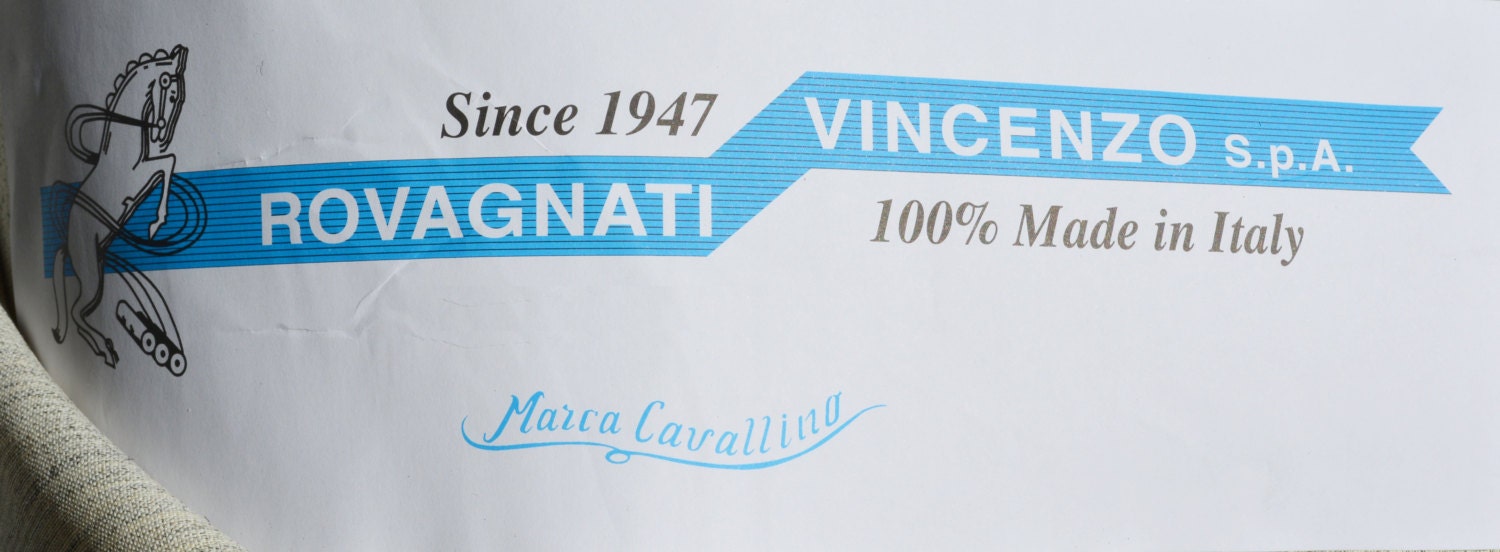 Since 1947
ROVAGNATI VINCENZO S.p.A.
100% Made in Italy
Marca Cavallino